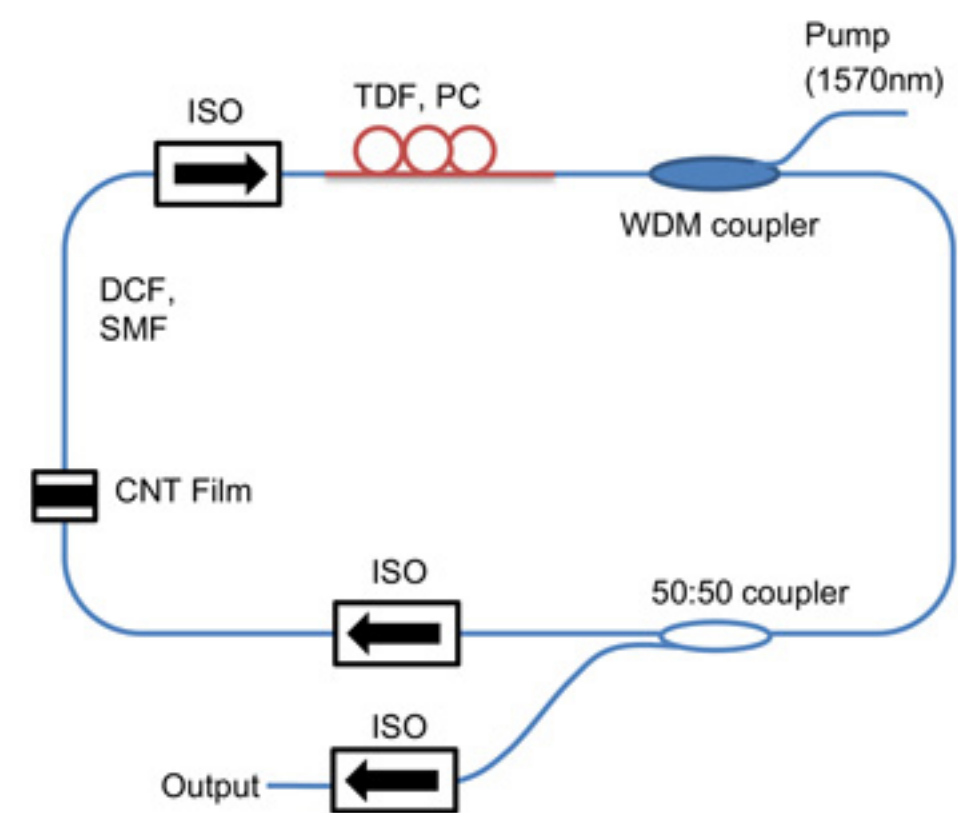 Pump
(1570nm)
TDF, PC
ISO
WDM coupler
DCF,
SMF
CNT Film
ISO
50:50 coupler
ISO
Output